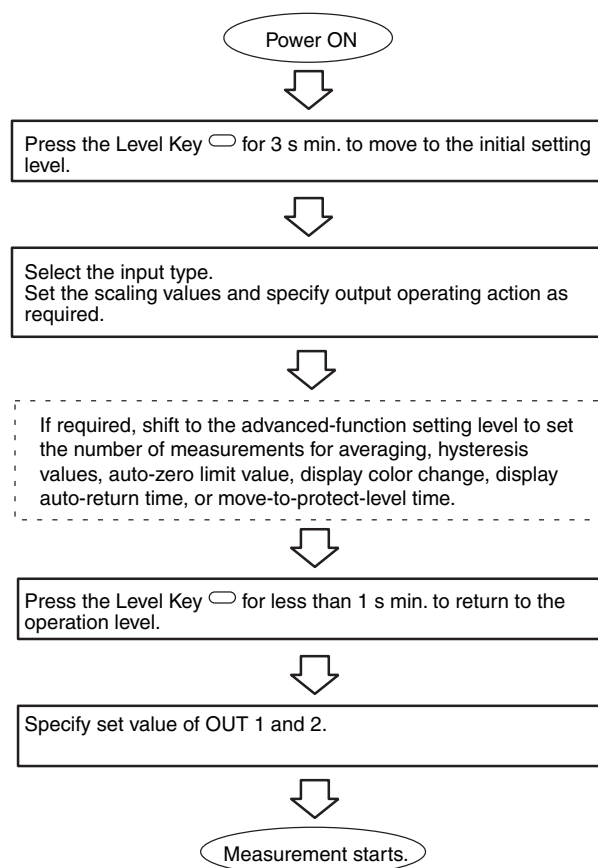 Power ON
Press the Level Key for 3 s min. to move to the initial setting
level.
Select the input type.
Set the scaling values and specify output operating action as
required.
If required, shift to the advanced-function setting level to set
the number of measurements for averaging, hysteresis
values, auto-zero limit value, display color change, display
auto-return time, or move-to-protect-level time.
Press the Level Key for less than 1 s min. to return to the
operation level.
Specify set value of OUT 1 and 2.
Measurement starts.